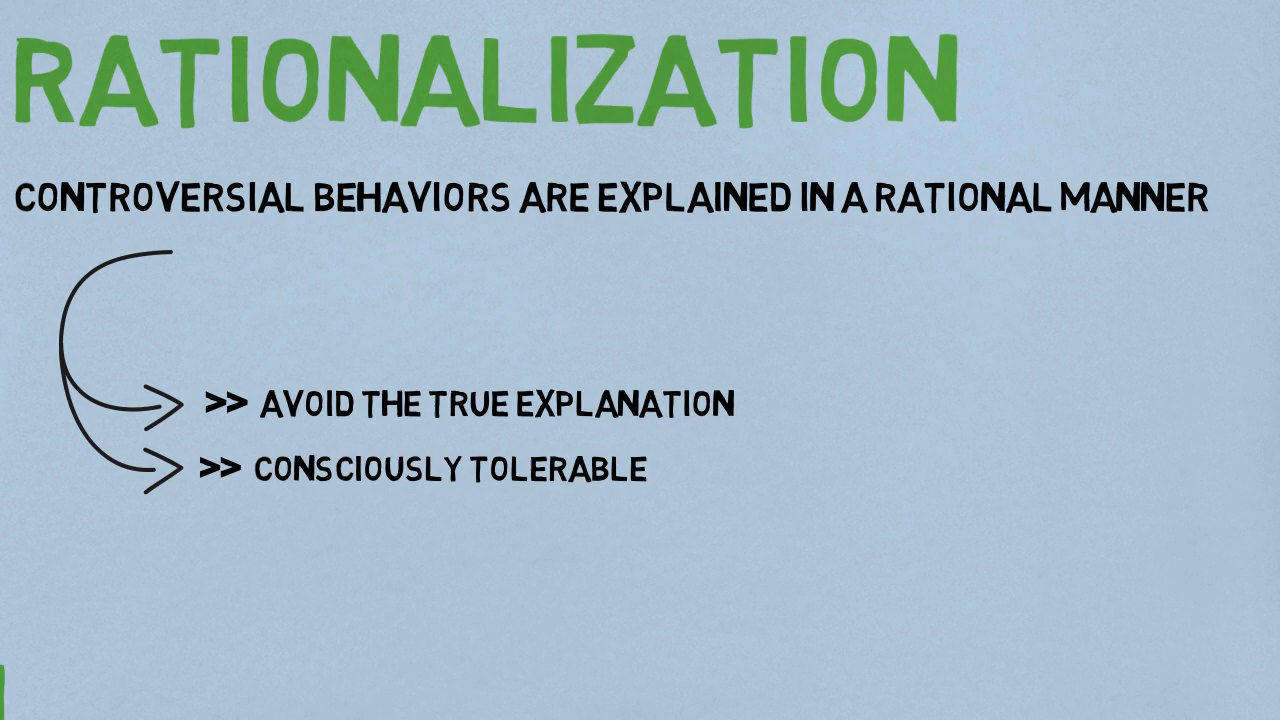 RATIONALIZATION
CONTROVERSIAL BEHAVIORS ARE EXPLAINED IN A RATIONAL MANNER
>> AVOID THE TRUE EXPLANATION
>> CONSCIOUSLY TOLERABLE